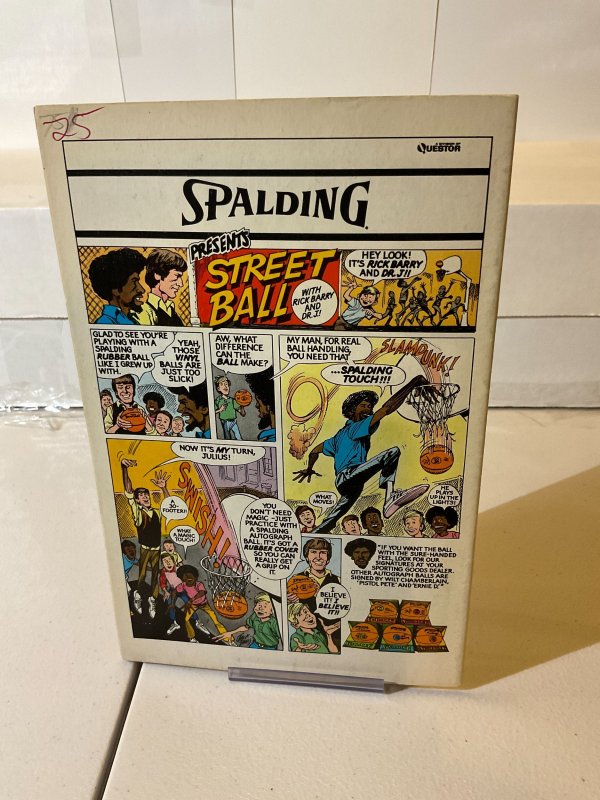 25
A DIVISION OF
QUESTOR
SPALDING
PRESENTS
STREET
BALL
WITH
RICK BARRY
AND
DR. J!
HEY LOOK!
IT'S RICK BARRY
AND DR. J!!
GLAD TO SEE YOU'RE
PLAYING WITH A
SPALDING
RUBBER BALL
LIKE I GREW UP
WITH.
YEAH,
THOSE
VINYL
BALLS ARE
JUST TOO
SLICK!
AW, WHAT
DIFFERENCE
CAN THE
BALL MAKE?
MY MAN, FOR REAL
BALL HANDLING,
YOU NEED THAT
...SPALDING
TOUCH!!!
SLAMDUNK!
WHAT
MOVES!
HE
PLAYS
UP IN THE
LIGHTS!
NOW IT'S MY TURN,
JULIUS!
A
30-
FOOTER!!
WHAT
A MAGIC
TOUCH!
SWISH!
YOU
DON'T NEED
MAGIC -JUST
PRACTICE WITH
A SPALDING
AUTOGRAPH
BALL. IT'S GOT A
RUBBER COVER
SO YOU CAN
REALLY GET
A GRIP ON
IT.
I
BELIEVE
IT! I
BELIEVE
IT!!
"IF YOU WANT THE BALL
WITH THE SURE-HANDED
FEEL, LOOK FOR OUR
SIGNATURES AT YOUR
SPORTING GOODS DEALER.
OTHER AUTOGRAPH BALLS ARE
SIGNED BY WILT CHAMBERLAIN,
'PISTOL PETE' AND 'ERNIE D.'"